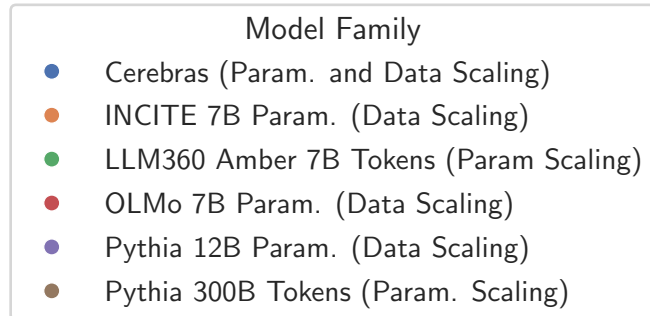 Model Family
Cerebras (Param. and Data Scaling)
INCITE 7B Param. (Data Scaling)
LLM360 Amber 7B Tokens (Param Scaling)
OLMo 7B Param. (Data Scaling)
Pythia 12B Param. (Data Scaling)
Pythia 300B Tokens (Param. Scaling)